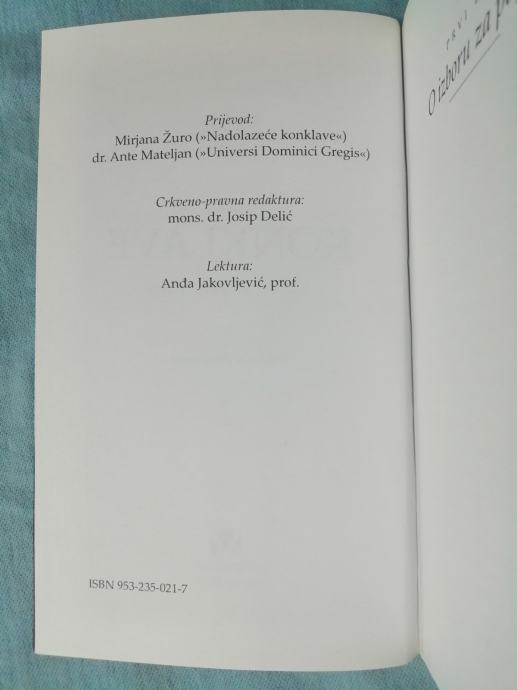 Prijevod:
Mirjana Žuro (»Nadolazeće konklave«)
dr. Ante Mateljan (»Universi Dominici Gregis«)
Crkveno-pravna redaktura:
mons. dr. Josip Delić
Lektura:
Anđa Jakovljević, prof.
ISBN 953-235-021-7
PRVI
O izboru za